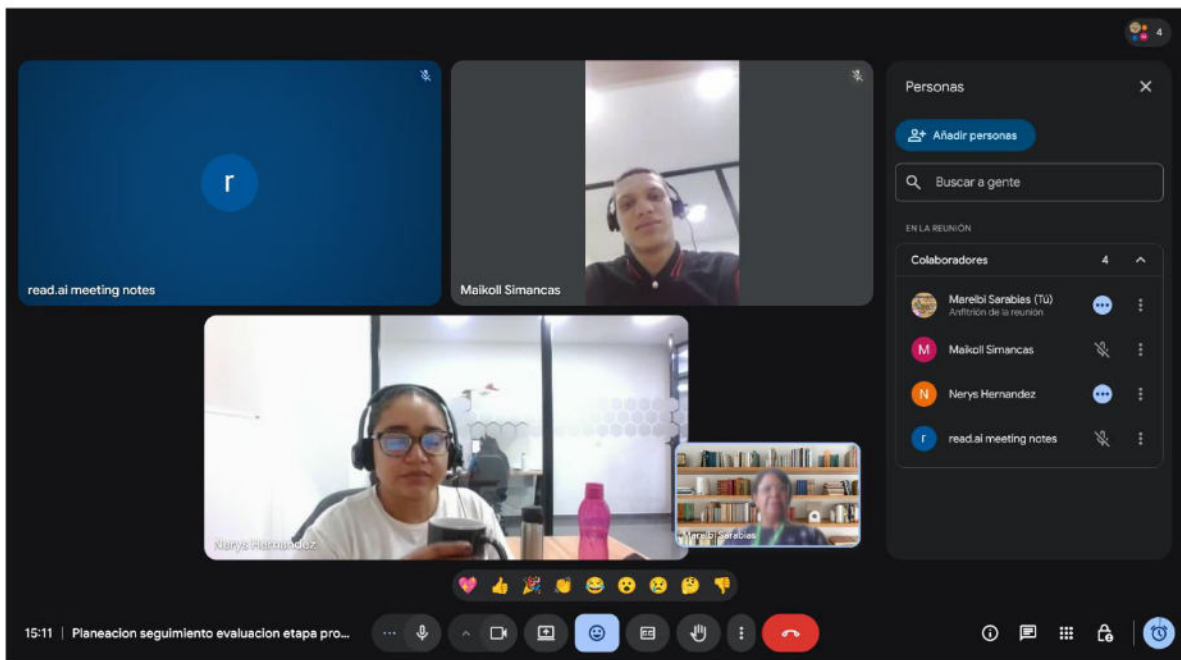 4
r
read.ai meeting notes
Maikoll Simancas
Nerys Hernandez
Mareibi Sarabias
Personas
Añadir personas
Buscar a gente
EN LA REUNIÓN
Colaboradores 4
Mareibi Sarabias (Tú)
Anfitrión de la reunión
M Maikoll Simancas
N Nerys Hernandez
r read.ai meeting notes
15:11 | Planeacion seguimiento evaluacion etapa pro...